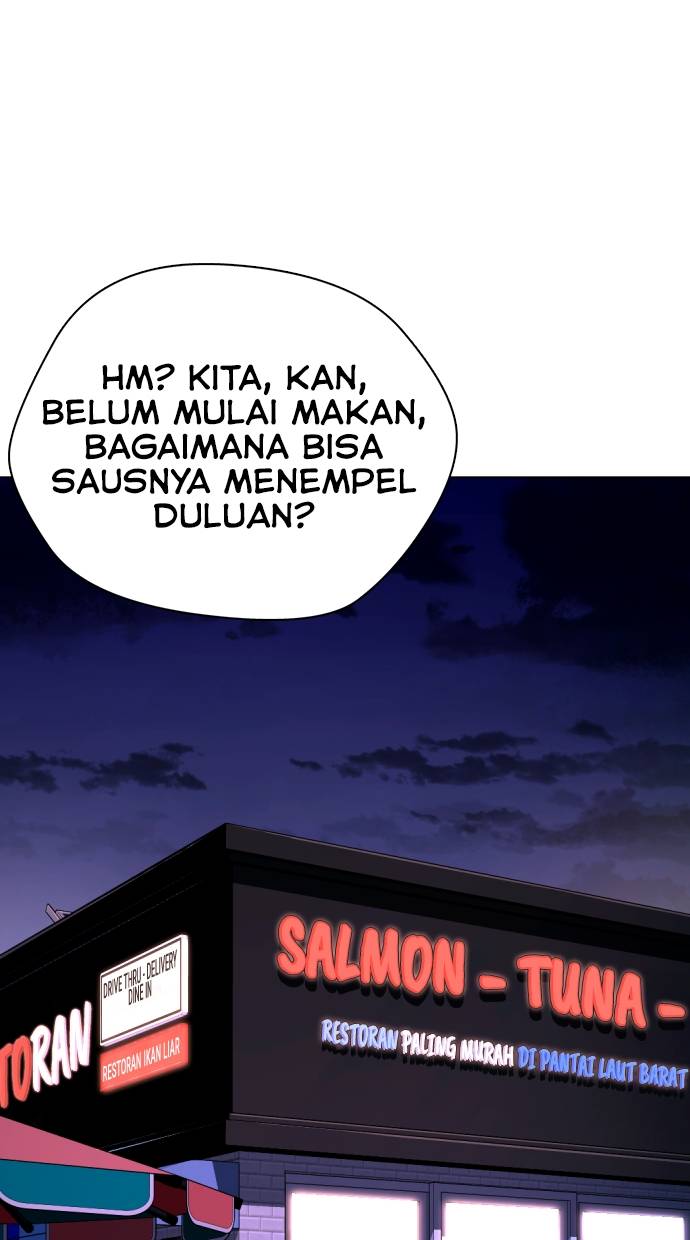 HM? KITA, KAN,
BELUM MULAI MAKAN,
BAGAIMANA BISA
SAUSNYA MENEMPEL
DULUAN?
SALMON - TUNA -
RESTORAN PALING MURAH DI PANTAI LAUT BARAT
DRIVE THRU - DELIVERY
DINE IN
TORAN
RESTORAN IKAN LIAR